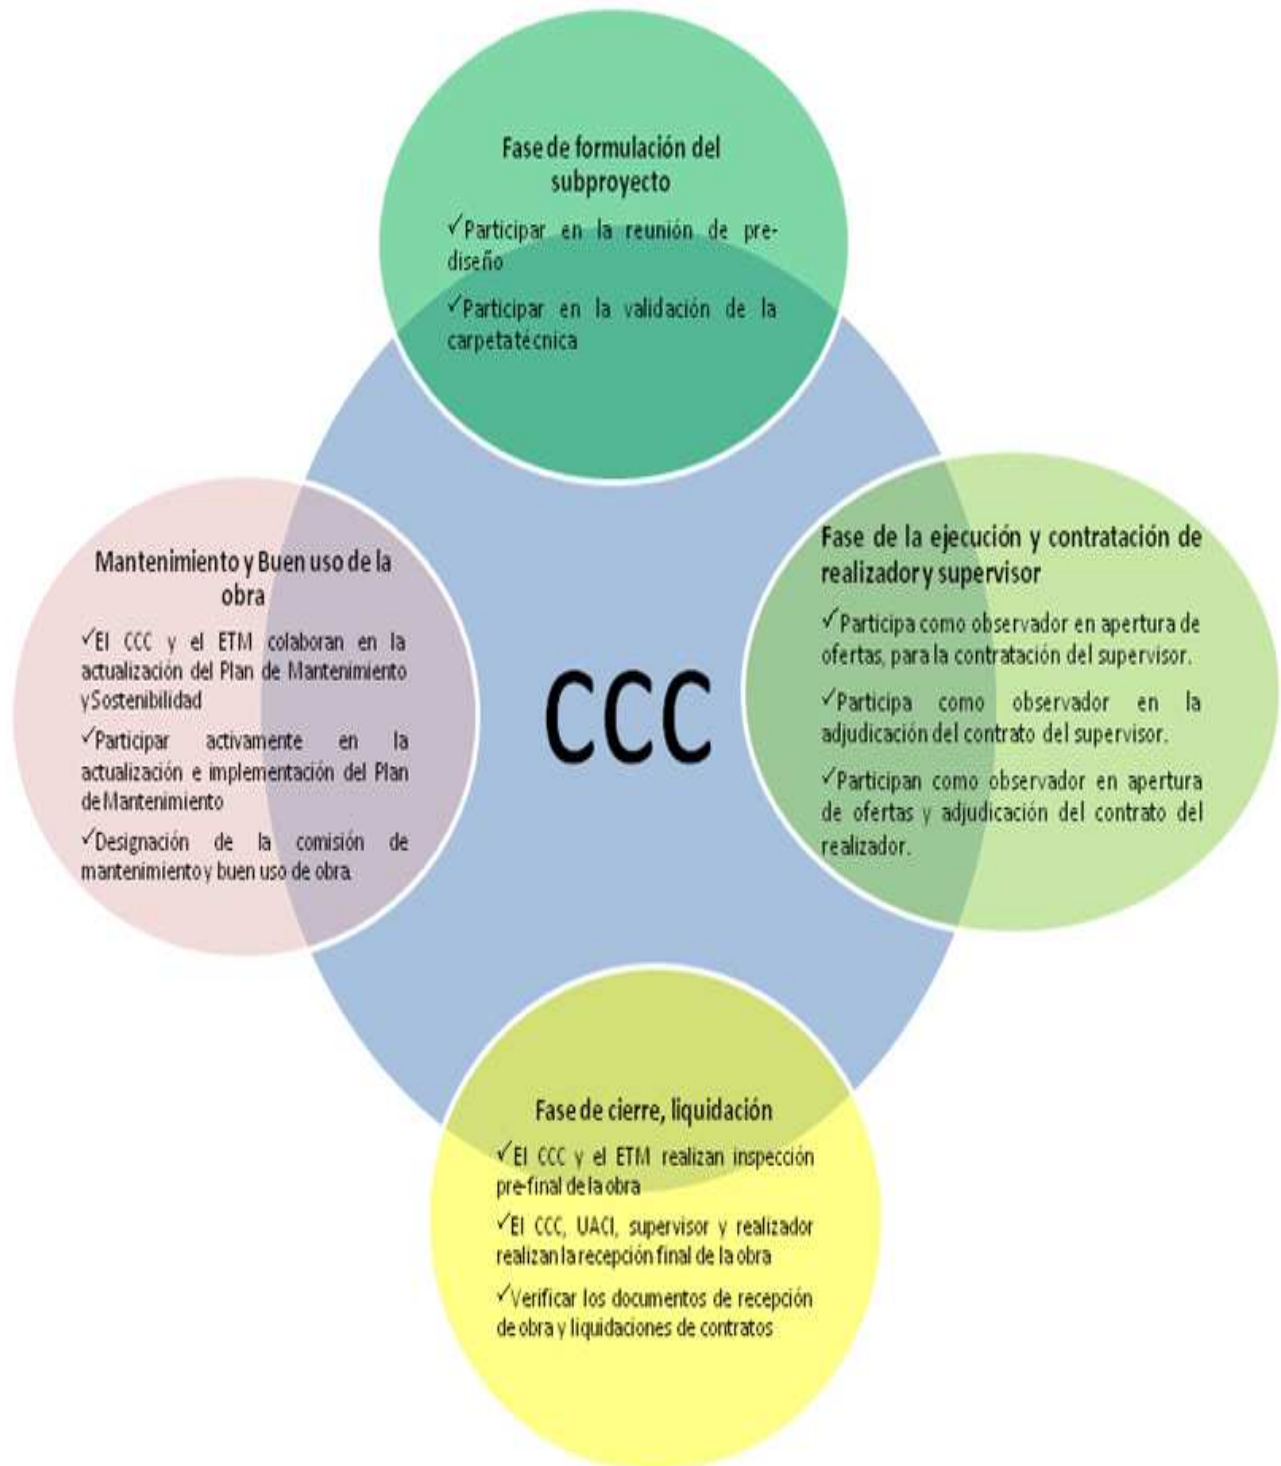 Fase de formulación del
subproyecto
✓Participar en la reunión de pre-
diseño
✓Participar en la validación de la
carpeta técnica
Fase de la ejecución y contratación de
realizador y supervisor
✓Participa como observador en apertura de
ofertas, para la contratación del supervisor.
✓Participa como observador en la
adjudicación del contrato del supervisor.
✓Participan como observador en apertura
de ofertas y adjudicación del contrato del
realizador.
Mantenimiento y Buen uso de la
obra
✓El CCC y el ETM colaboran en la
actualización del Plan de Mantenimiento
y Sostenibilidad
✓Participar activamente en la
actualización e implementación del Plan
de Mantenimiento
✓Designación de la comisión de
mantenimiento y buen uso de obra.
CCC
Fase de cierre, liquidación
✓El CCC y el ETM realizan inspección
pre-final de la obra
✓El CCC, UACI, supervisor y realizador
realizan la recepción final de la obra
✓Verificar los documentos de recepción
de obra y liquidaciones de contratos